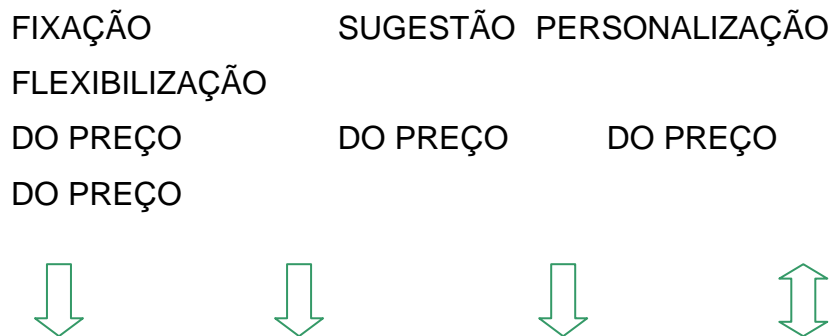 FIXAÇÃO SUGESTÃO PERSONALIZAÇÃO
FLEXIBILIZAÇÃO
DO PREÇO DO PREÇO DO PREÇO
DO PREÇO